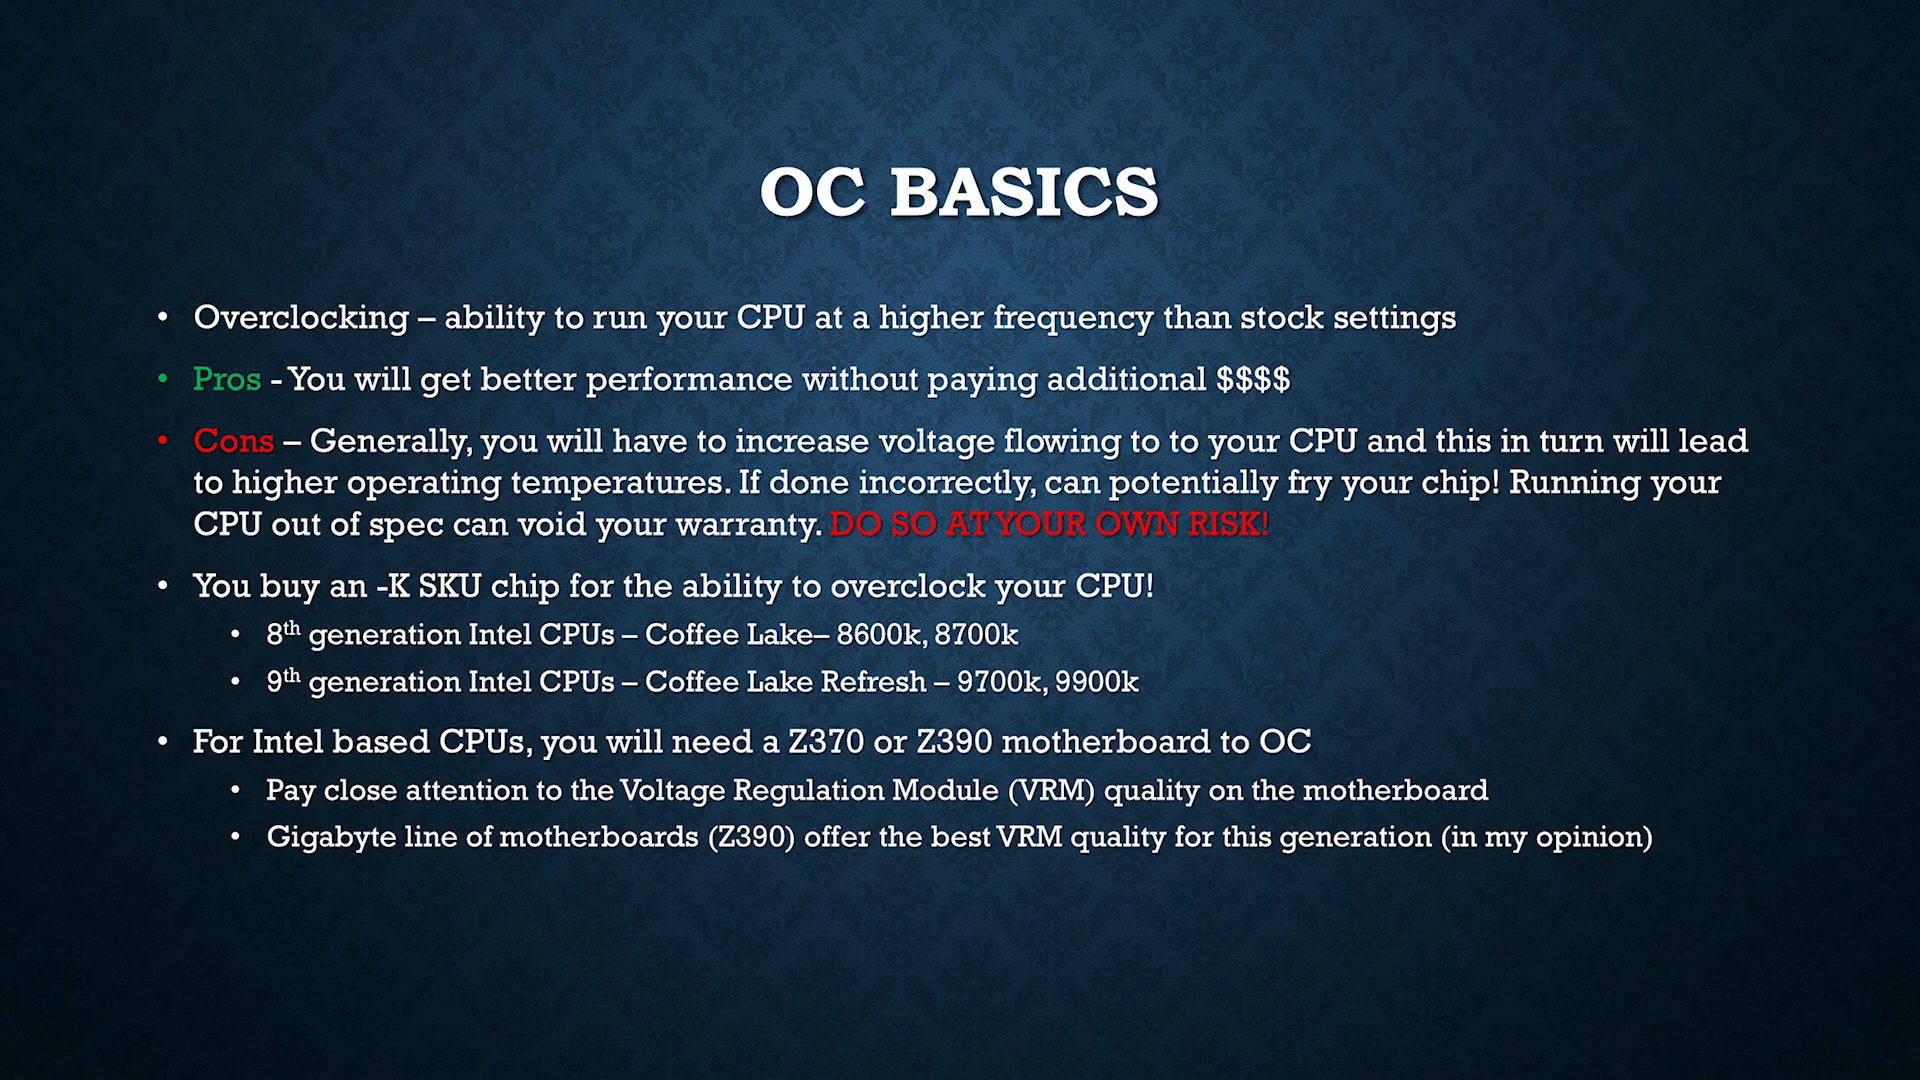 OC BASICS
• Overclocking – ability to run your CPU at a higher frequency than stock settings
• Pros - You will get better performance without paying additional $$$$
• Cons – Generally, you will have to increase voltage flowing to to your CPU and this in turn will lead
to higher operating temperatures. If done incorrectly, can potentially fry your chip! Running your
CPU out of spec can void your warranty. DO SO AT YOUR OWN RISK!
• You buy an -K SKU chip for the ability to overclock your CPU!
• 8th generation Intel CPUs – Coffee Lake– 8600k, 8700k
• 9th generation Intel CPUs – Coffee Lake Refresh – 9700k, 9900k
• For Intel based CPUs, you will need a Z370 or Z390 motherboard to OC
• Pay close attention to the Voltage Regulation Module (VRM) quality on the motherboard
• Gigabyte line of motherboards (Z390) offer the best VRM quality for this generation (in my opinion)